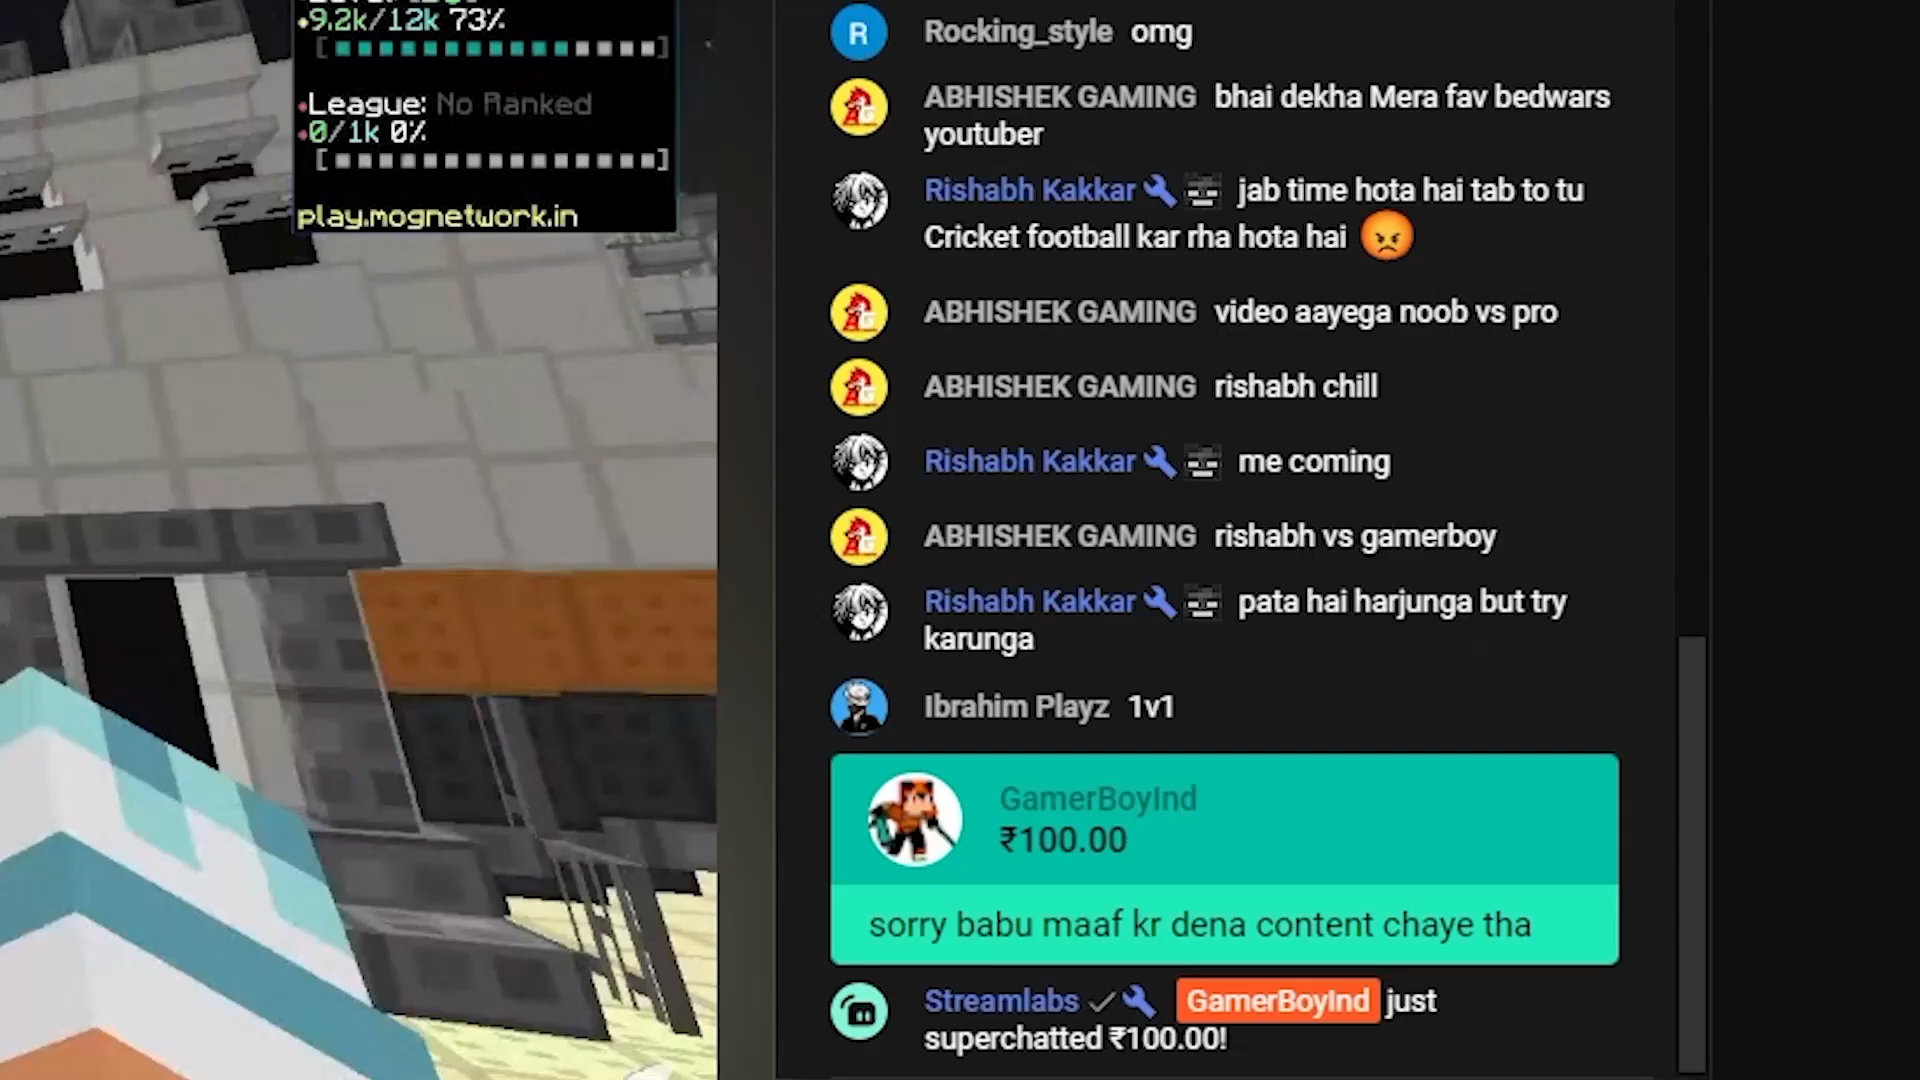 9.2k/12k 73%
League: No Ranked
0/1k 0%
play.mognetwork.in
R
Rocking_style omg
ABHISHEK GAMING bhai dekha Mera fav bedwars
youtuber
Rishabh Kakkar jab time hota hai tab to tu
Cricket football kar rha hota hai 😡
ABHISHEK GAMING video aayega noob vs pro
ABHISHEK GAMING rishabh chill
Rishabh Kakkar me coming
ABHISHEK GAMING rishabh vs gamerboy
Rishabh Kakkar pata hai harjunga but try
karunga
Ibrahim Playz 1v1
GamerBoyInd
₹100.00
sorry babu maaf kr dena content chaye tha
Streamlabs GamerBoyInd just
superchatted ₹100.00!